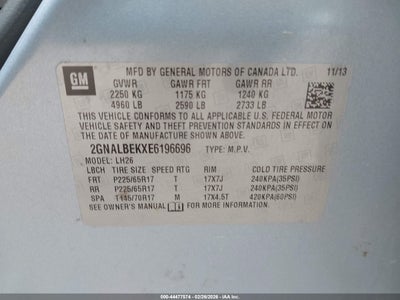 GM
MFD BY GENERAL MOTORS OF CANADA LTD. 11/13
GVWR GAWR FRT GAWR RR
2250 KG 1175 KG 1240 KG
4960 LB 2590 LB 2733 LB
THIS VEHICLE CONFORMS TO ALL APPLICABLE U.S. FEDERAL
MOTOR VEHICLE SAFETY, BUMPER, AND THEFT PREVENTION
STANDARDS IN EFFECT ON THE DATE OF MANUFACTURE
SHOWN ABOVE.
2GNALBEKXE6196696 TYPE: M.P.V.
MODEL: LH26
LBCH TIRE SIZE SPEED RTG RIM COLD TIRE PRESSURE
FRT P225/65R17 T 17X7J 240KPA(35PSI)
RR P225/65R17 T 17X7J 240KPA(35PSI)
SPA T145/70R17 M 17X4.5T 420KPA(60PSI)
SEE OWNER'S MANUAL FOR MORE INFORMATION.
500-44477574 - 02/26/2026 - IAA